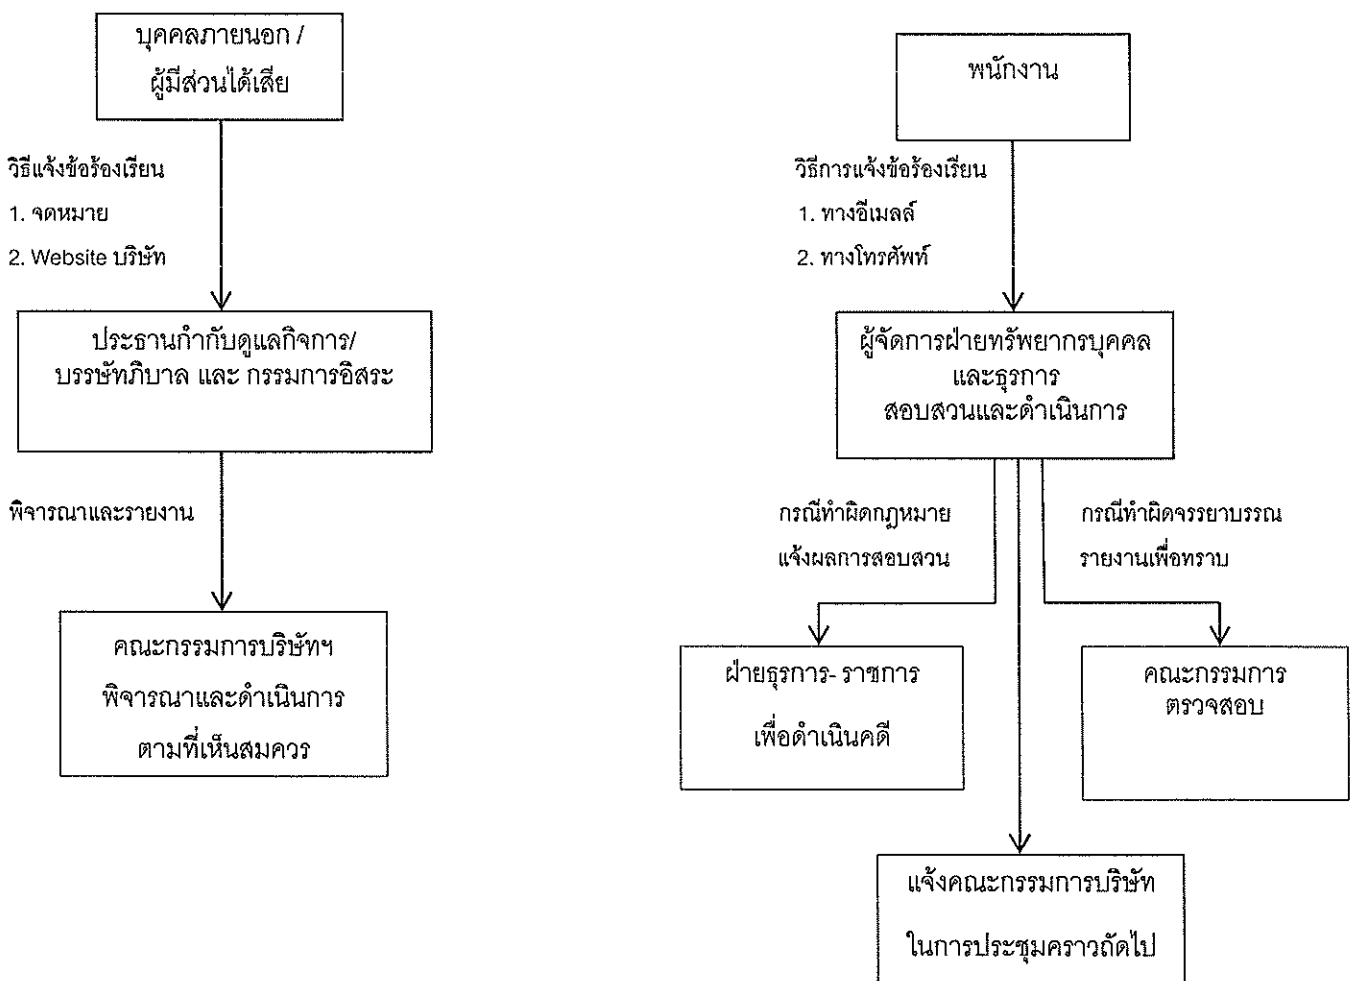 บุคคลภายนอก /
ผู้มีส่วนได้เสีย
วิธีแจ้งข้อร้องเรียน
1. จดหมาย
2. Website บริษัท
ประธานกำกับดูแลกิจการ/
บรรษัทภิบาล และ กรรมการอิสระ
พิจารณาและรายงาน
คณะกรรมการบริษัทฯ
พิจารณาและดำเนินการ
ตามที่เห็นสมควร
พนักงาน
วิธีการแจ้งข้อร้องเรียน
1. ทางอีเมลล์
2. ทางโทรศัพท์
ผู้จัดการฝ่ายทรัพยากรบุคคล
และธุรการ
สอบสวนและดำเนินการ
กรณีทำผิดกฎหมาย
แจ้งผลการสอบสวน
กรณีทำผิดจรรยาบรรณ
รายงานเพื่อทราบ
ฝ่ายธุรการ- ราชการ
เพื่อดำเนินคดี
คณะกรรมการ
ตรวจสอบ
แจ้งคณะกรรมการบริษัท
ในการประชุมคราวถัดไป